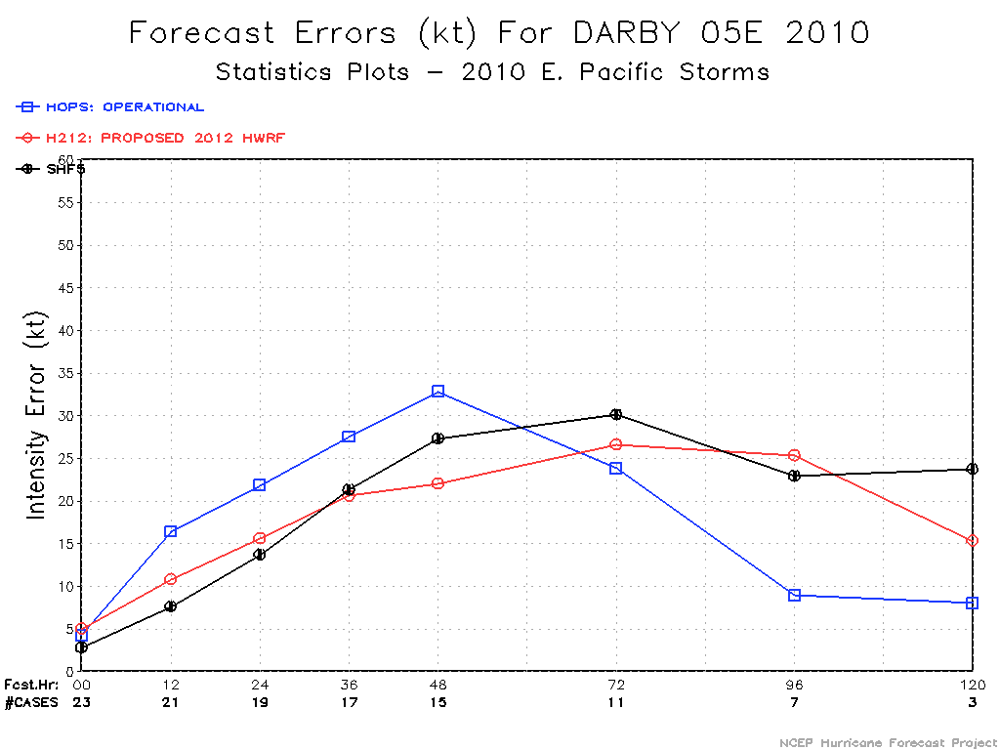 Forecast Errors (kt) For DARBY 05E 2010
Statistics Plots - 2010 E. Pacific Storms
HOPS: OPERATIONAL
H212: PROPOSED 2012 HWRF
SHF5
60
55
50
45
40
35
30
25
20
15
10
5
0
Intensity Error (kt)
Fcst.Hr: 00 12 24 36 48 72 96 120
#CASES 23 21 19 17 15 11 7 3
NCEP Hurricane Forecast Project